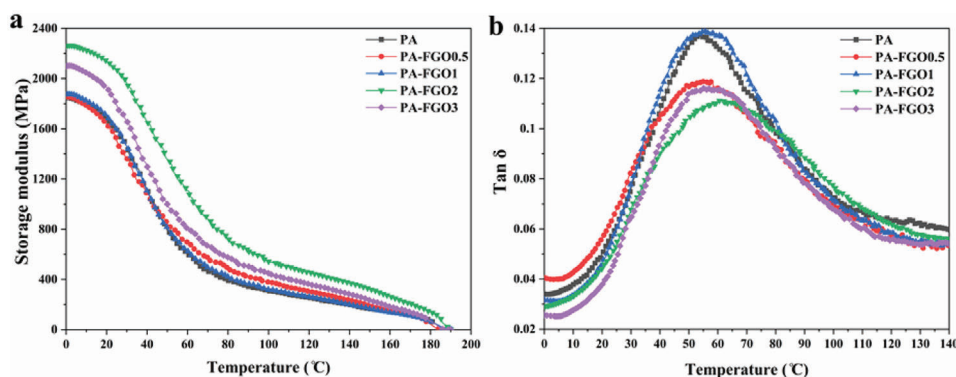 a
Storage modulus (MPa)
2400
2000
1600
1200
800
400
0
0 20 40 60 80 100 120 140 160 180 200
Temperature (℃)
PA
PA-FGO0.5
PA-FGO1
PA-FGO2
PA-FGO3
b
Tan δ
0.14
0.12
0.1
0.08
0.06
0.04
0.02
0 10 20 30 40 50 60 70 80 90 100 110 120 130 140
Temperature (℃)
PA
PA-FGO0.5
PA-FGO1
PA-FGO2
PA-FGO3